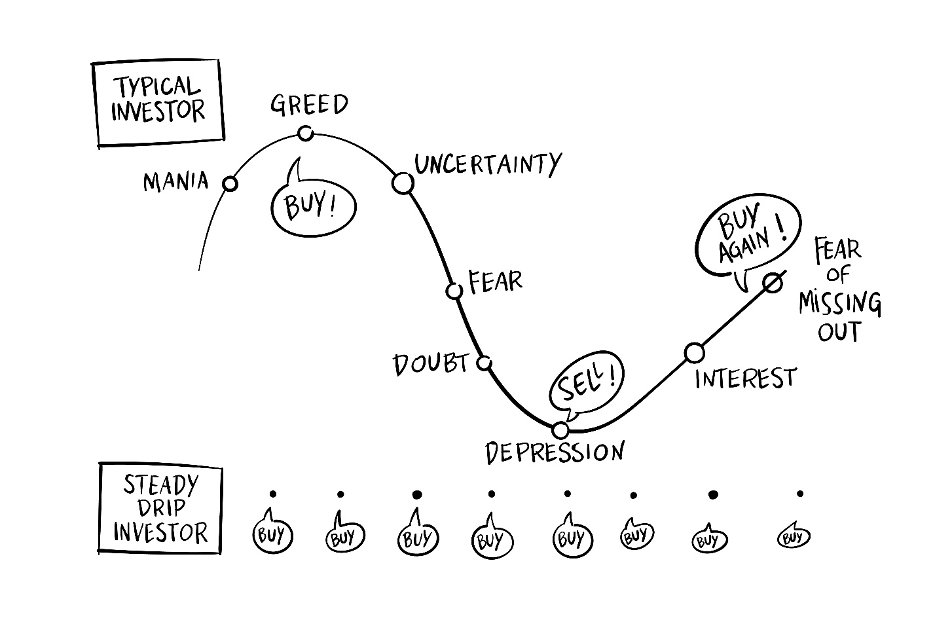 TYPICAL
INVESTOR
GREED
MANIA
BUY!
UNCERTAINTY
FEAR
DOUBT
SELL!
DEPRESSION
BUY
AGAIN!
FEAR
OF
MISSING
OUT
INTEREST
STEADY
DRIP
INVESTOR
BUY
BUY
BUY
BUY
BUY
BUY
BUY
BUY